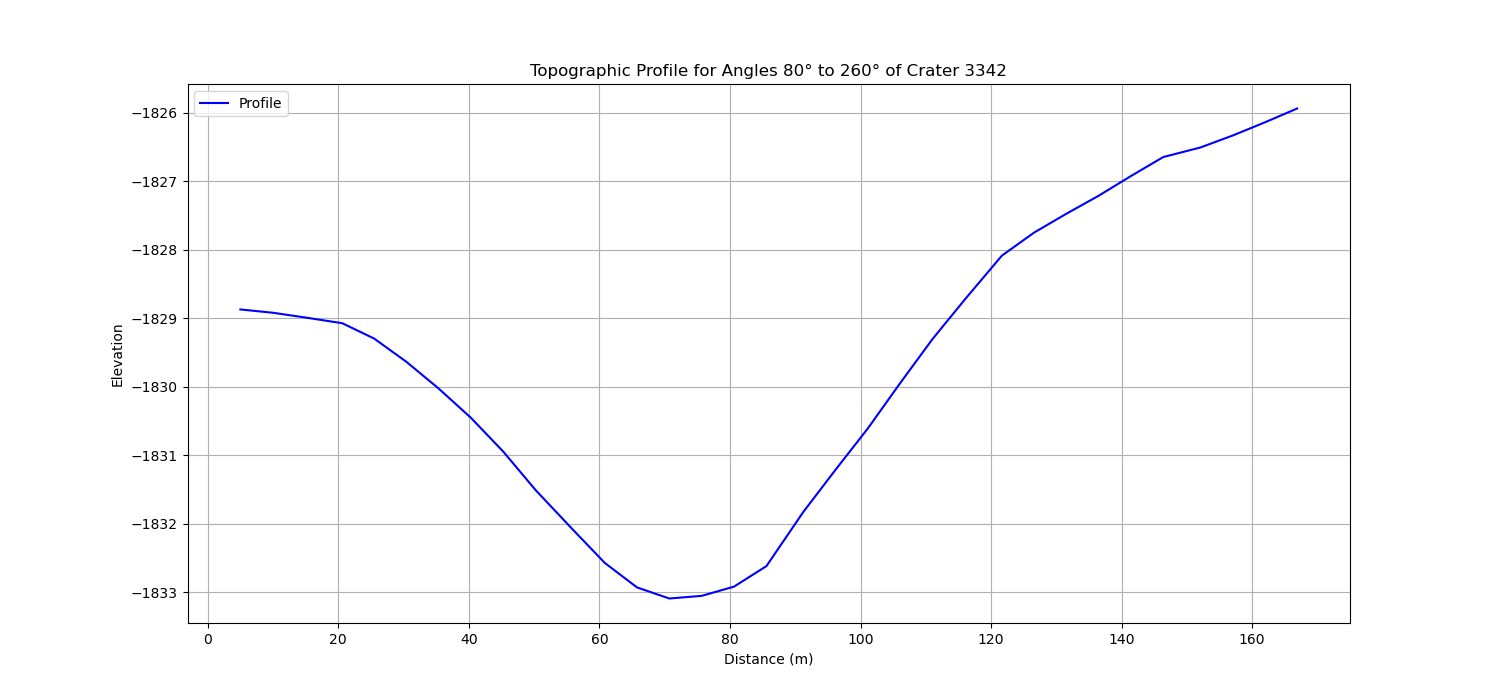 Topographic Profile for Angles 80° to 260° of Crater 3342
Profile
−1826
−1827
−1828
−1829
−1830
−1831
−1832
−1833
Elevation
0 20 40 60 80 100 120 140 160
Distance (m)